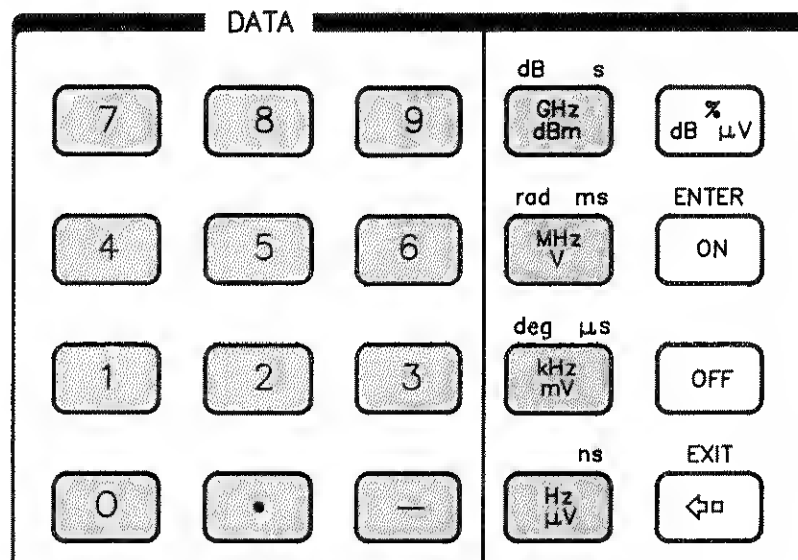 DATA
7 8 9
dB s
GHz
dBm
%
dB μV
4 5 6
rad ms
MHz
V
ENTER
ON
1 2 3
deg μs
kHz
mV
OFF
0 • –
ns
Hz
μV
EXIT